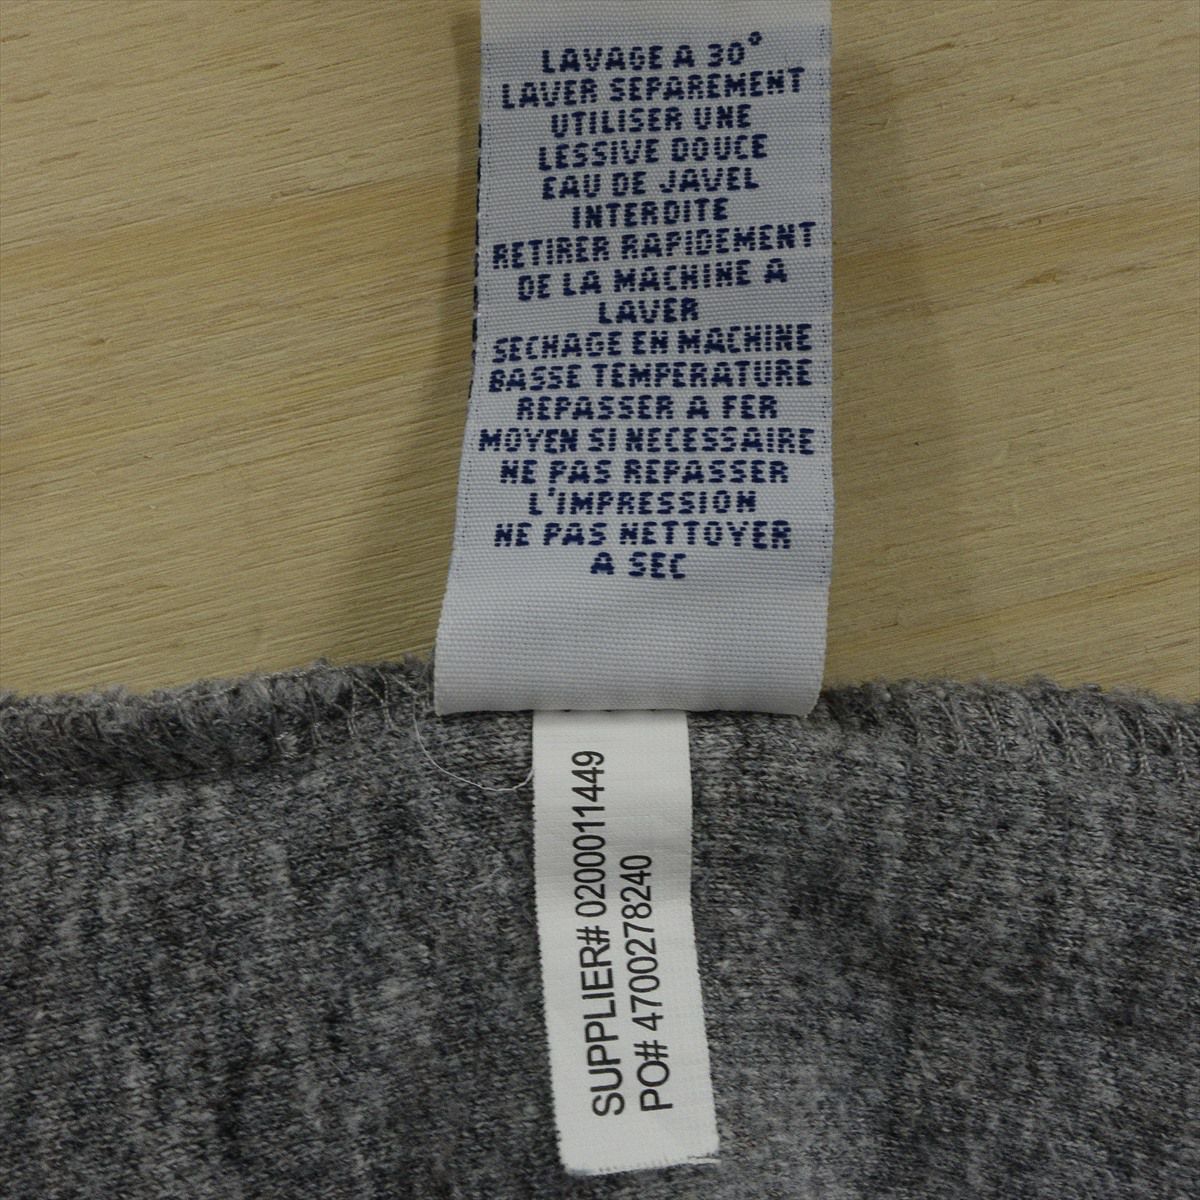 LAVAGE A 30°
LAVER SEPAREMENT
UTILISER UNE
LESSIVE DOUCE
EAU DE JAVEL
INTERDITE
RETIRER RAPIDEMENT
DE LA MACHINE A
LAVER
SECHAGE EN MACHINE
BASSE TEMPERATURE
REPASSER A FER
MOYEN SI NECESSAIRE
NE PAS REPASSER
L'IMPRESSION
NE PAS NETTOYER
A SEC
SUPPLIER# 0200011449
PO# 4700278240